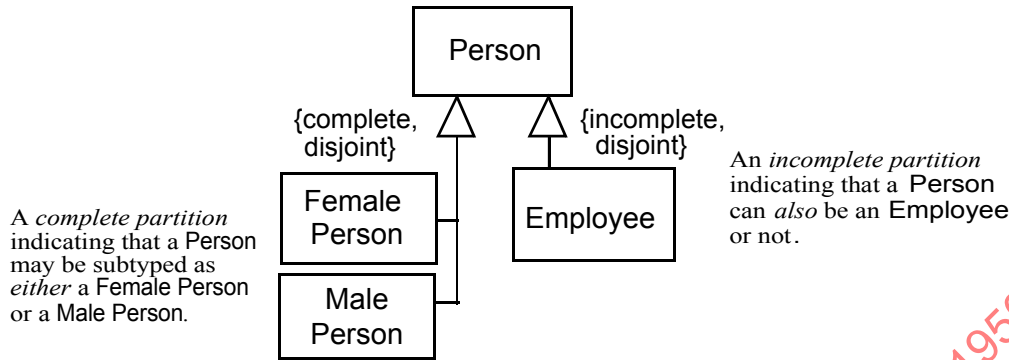 Person
{complete,
disjoint}
{incomplete,
disjoint}
Female
Person
Employee
Male
Person
A complete partition
indicating that a Person
may be subtyped as
either a Female Person
or a Male Person.
An incomplete partition
indicating that a Person
can also be an Employee
or not.